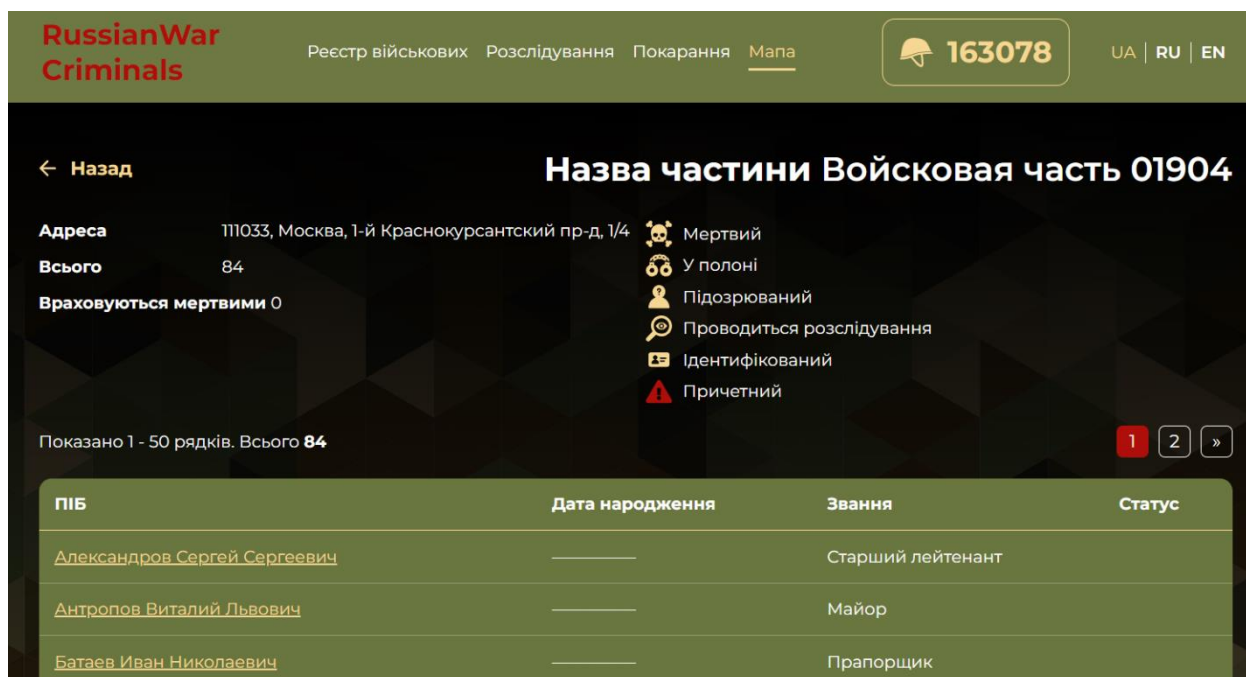 RussianWar
Criminals
Реєстр військових Розслідування Покарання Мапа
163078
UA | RU | EN
← Назад
Назва частини Войсковая часть 01904
Адреса 111033, Москва, 1-й Краснокурсантский пр-д, 1/4
Всього 84
Враховуються мертвими 0
Мертвий
У полоні
Підозрюваний
Проводиться розслідування
Ідентифікований
Причетний
Показано 1 - 50 рядків. Всього 84
1 2 »
ПІБ Дата народження Звання Статус
Александров Сергей Сергеевич ———— Старший лейтенант
Антропов Виталий Львович ———— Майор
Батаев Иван Николаевич ———— Прапорщик